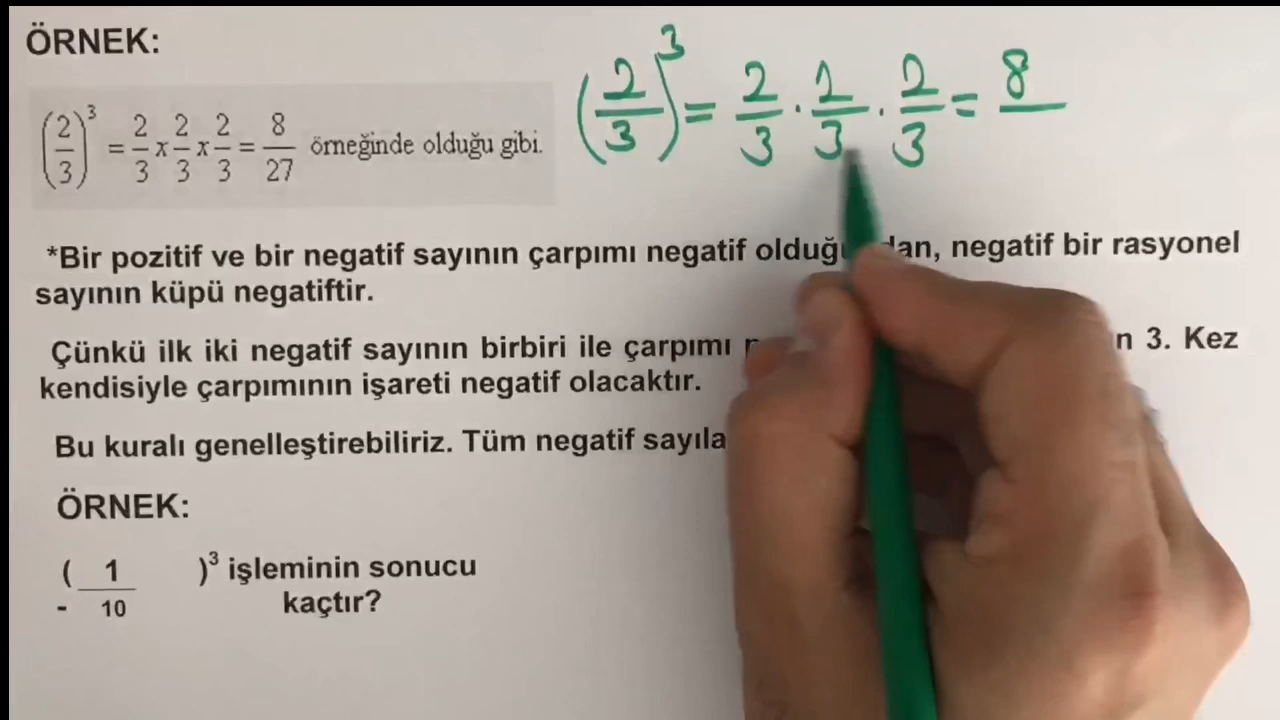 ÖRNEK:
(2/3)³ = 2/3 x 2/3 x 2/3 = 8/27 örneğinde olduğu gibi.
(2/3)³ = 2/3 · 2/3 · 2/3 = 8
*Bir pozitif ve bir negatif sayının çarpımı negatif negatif bir rasyonel
sayının küpü negatiftir.
Çünkü ilk iki negatif sayının birbiri ile çarpımı 3. Kez
kendisiyle çarpımının işareti negatif olacaktır.
Bu kuralı genelleştirebiliriz. Tüm negatif
ÖRNEK:
(- 1/10)³ işleminin sonucu
kaçtır?